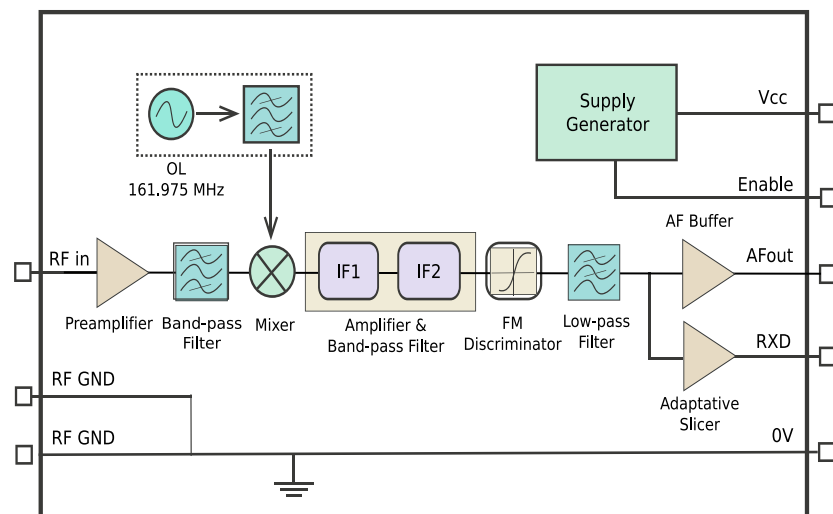 Supply
Generator
Vcc
Enable
OL
161.975 MHz
AF Buffer
RF in
IF1
IF2
AFout
Preamplifier
Band-pass
Filter
Mixer
Amplifier &
Band-pass Filter
FM
Discriminator
Low-pass
Filter
RXD
RF GND
Adaptative
Slicer
RF GND
0V